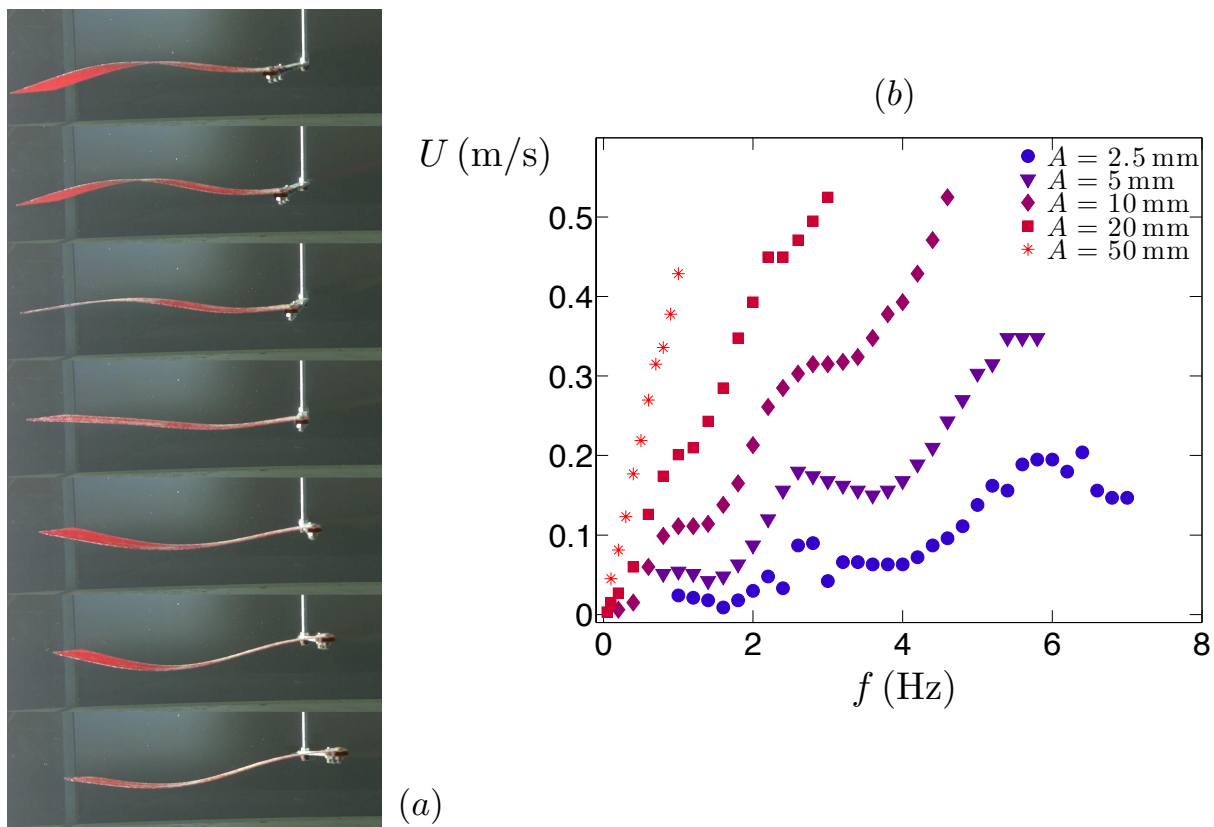 (b)
U (m/s)
A = 2.5 mm
A = 5 mm
A = 10 mm
A = 20 mm
A = 50 mm
0.5
0.4
0.3
0.2
0.1
0
0 2 4 6 8
f (Hz)
(a)